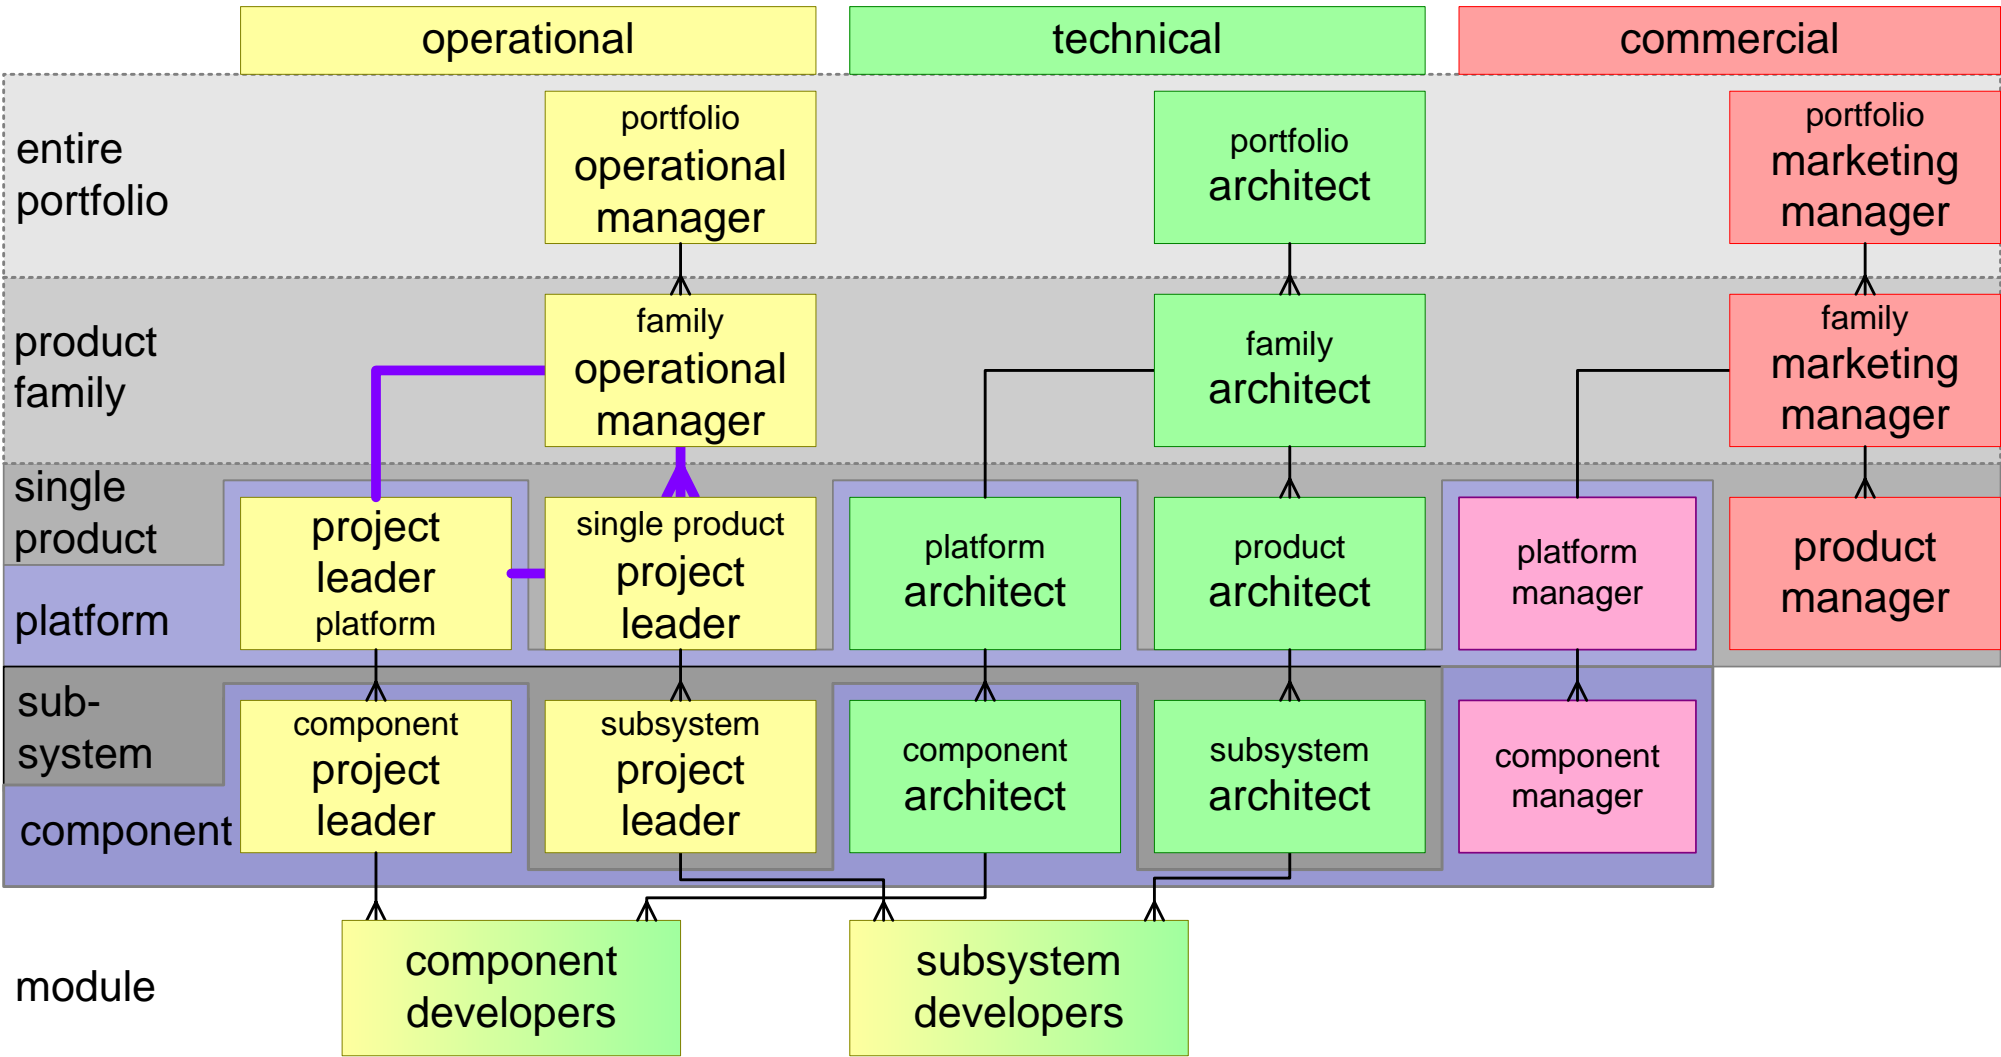 operational
technical
commercial
entire
portfolio
portfolio
operational
manager
portfolio
architect
portfolio
marketing
manager
product
family
family
operational
manager
family
architect
family
marketing
manager
single
product
platform
project
leader
platform
single product
project
leader
platform
architect
product
architect
platform
manager
product
manager
sub-
system
component
component
project
leader
subsystem
project
leader
component
architect
subsystem
architect
component
manager
module
component
developers
subsystem
developers